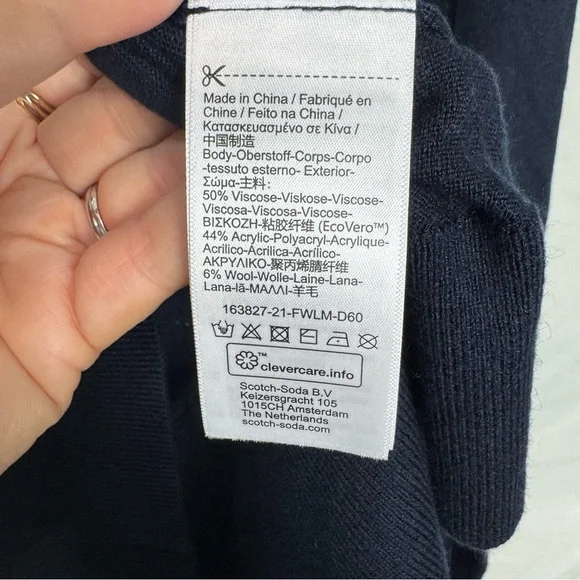 Made in China / Fabriqué en
Chine / Feito na China /
Κατασκευασμένο σε Κίνα /
中国制造
Body-Oberstoff-Corps-Corpo
-tessuto esterno- Exterior-
Σώμα-主料:
50% Viscose-Viskose-Viscose-
Viscosa-Viscosa-Viscose-
ΒΙΣΚΟΖΗ-粘胶纤维 (EcoVero™)
44% Acrylic-Polyacryl-Acrylique-
Acrilico-Acrilica-Acrílico-
ΑΚΡΥΛΙΚΟ-聚丙烯腈纤维
6% Wool-Wolle-Laine-Lana-
Lana-lã-ΜΑΛΛΙ-羊毛
163827-21-FWLM-D60
™ clevercare.info
Scotch-Soda B.V
Keizersgracht 105
1015CH Amsterdam
The Netherlands
scotch-soda.com